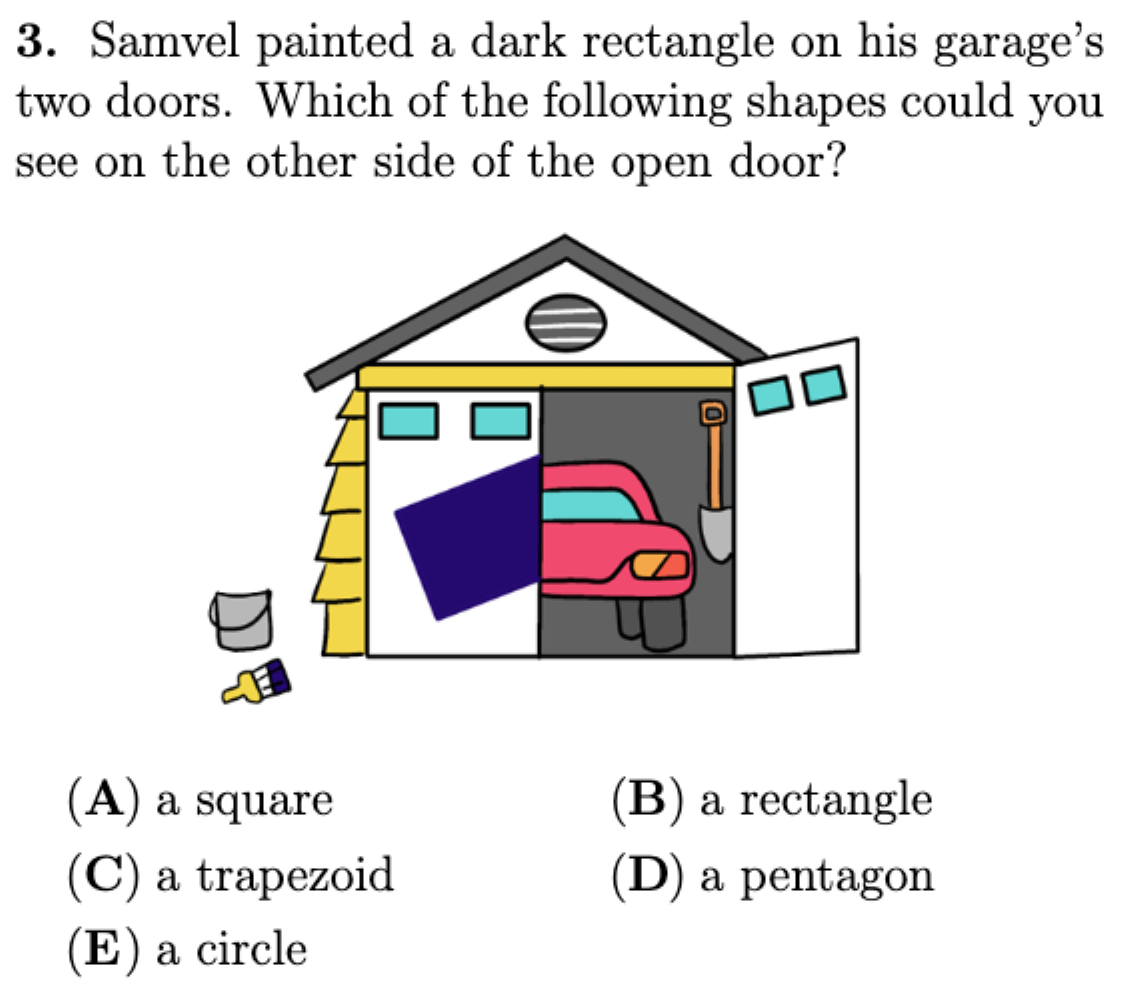 3. Samvel painted a dark rectangle on his garage's
two doors. Which of the following shapes could you
see on the other side of the open door?
(A) a square
(B) a rectangle
(C) a trapezoid
(D) a pentagon
(E) a circle